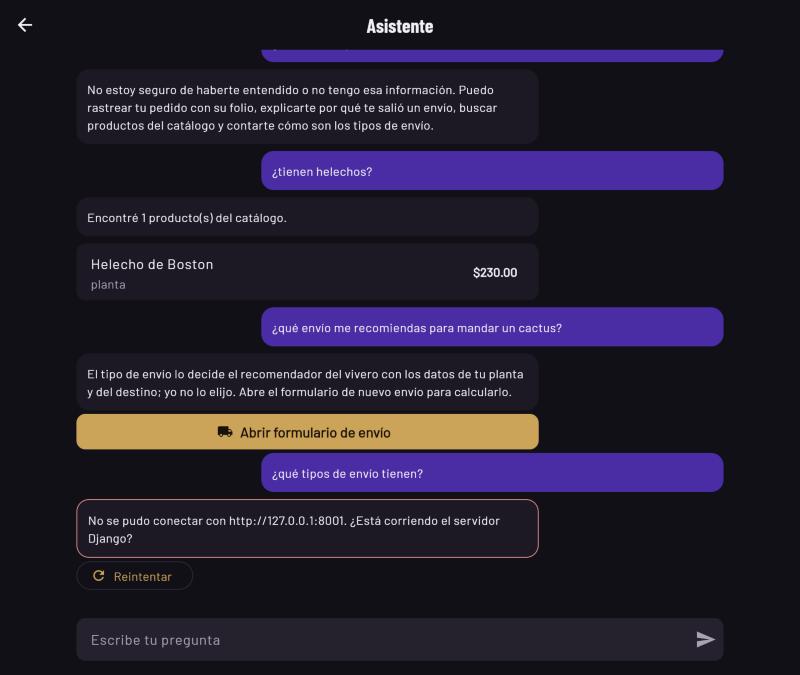 Asistente
No estoy seguro de haberte entendido o no tengo esa información. Puedo
rastrear tu pedido con su folio, explicarte por qué te salió un envío, buscar
productos del catálogo y contarte cómo son los tipos de envío.
¿tienen helechos?
Encontré 1 producto(s) del catálogo.
Helecho de Boston
$230.00
planta
¿qué envío me recomiendas para mandar un cactus?
El tipo de envío lo decide el recomendador del vivero con los datos de tu planta
y del destino; yo no lo elijo. Abre el formulario de nuevo envío para calcularlo.
Abrir formulario de envío
¿qué tipos de envío tienen?
No se pudo conectar con http://127.0.0.1:8001. ¿Está corriendo el servidor
Django?
Reintentar
Escribe tu pregunta